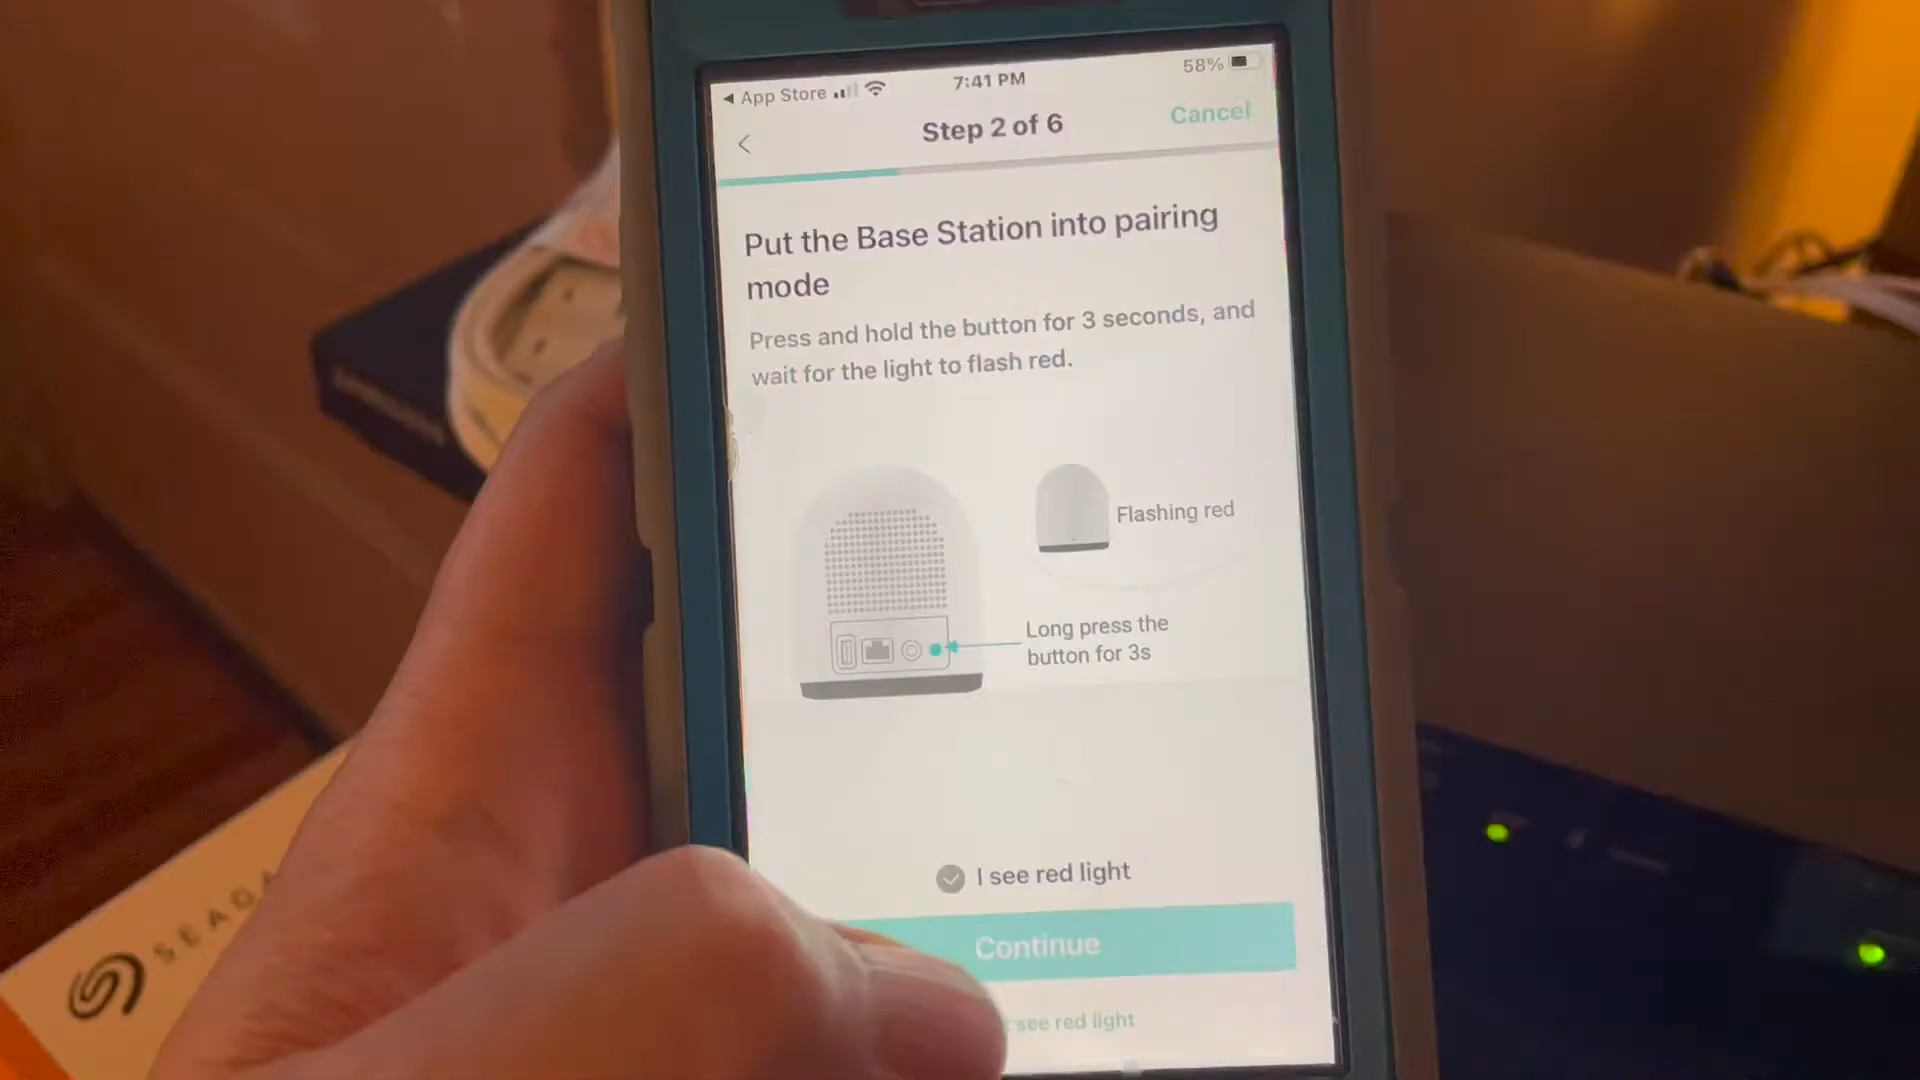 ◀ App Store
7:41 PM
58%
Step 2 of 6
Cancel
Put the Base Station into pairing
mode
Press and hold the button for 3 seconds, and
wait for the light to flash red.
Flashing red
Long press the
button for 3s
I see red light
Continue
see red light
SEAGA